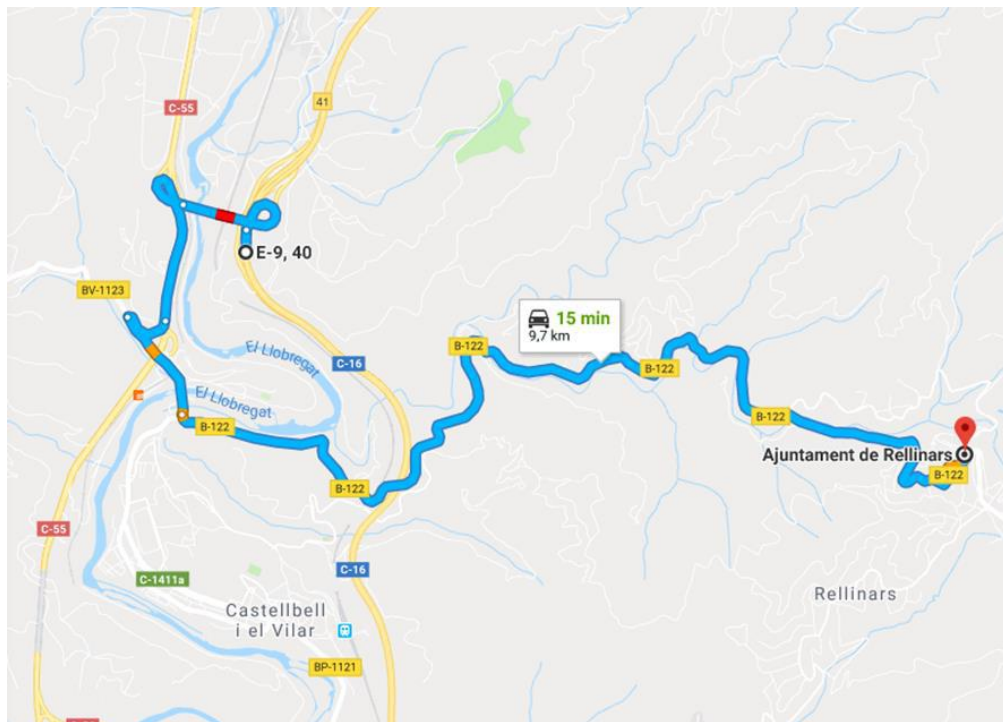 41
C-55
E-9, 40
BV-1123
15 min
9,7 km
El Llobregat
B-122
B-122
C-16
El Llobregat
B-122
B-122
Ajuntament de Rellinars
B-122
B-122
C-55
C-16
C-1411a
Rellinars
Castellbell
i el Vilar
BP-1121